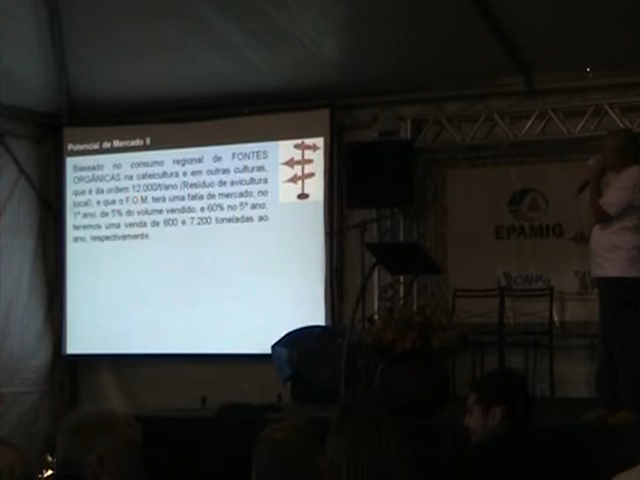 Potencial de Mercado II
Baseado no consumo regional de FONTES
ORGÂNICAS na cafeicultura e em outras culturas,
que é da ordem 12.000/t/ano (Resíduo de avicultura
local), e que o F.O.M. terá uma fatia de mercado, no
1º ano, de 5% do volume vendido, e 60% no 5º ano,
teremos uma venda de 600 e 7.200 toneladas ao
ano, respectivamente.
EPAMIG